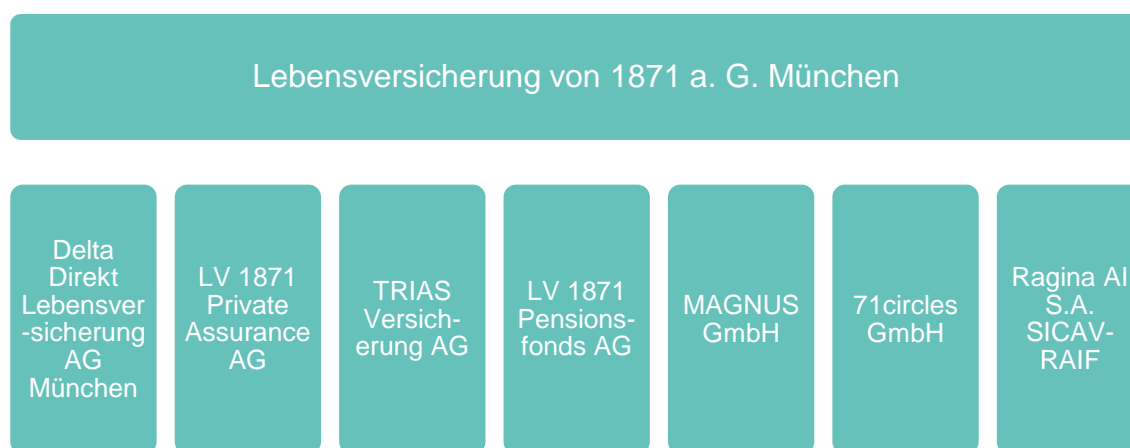 Lebensversicherung von 1871 a. G. München
Delta
Direkt
Lebensver
-sicherung
AG
München
LV 1871
Private
Assurance
AG
TRIAS
Versich-
erung AG
LV 1871
Pensions-
fonds AG
MAGNUS
GmbH
71circles
GmbH
Ragina AI
S.A.
SICAV-
RAIF